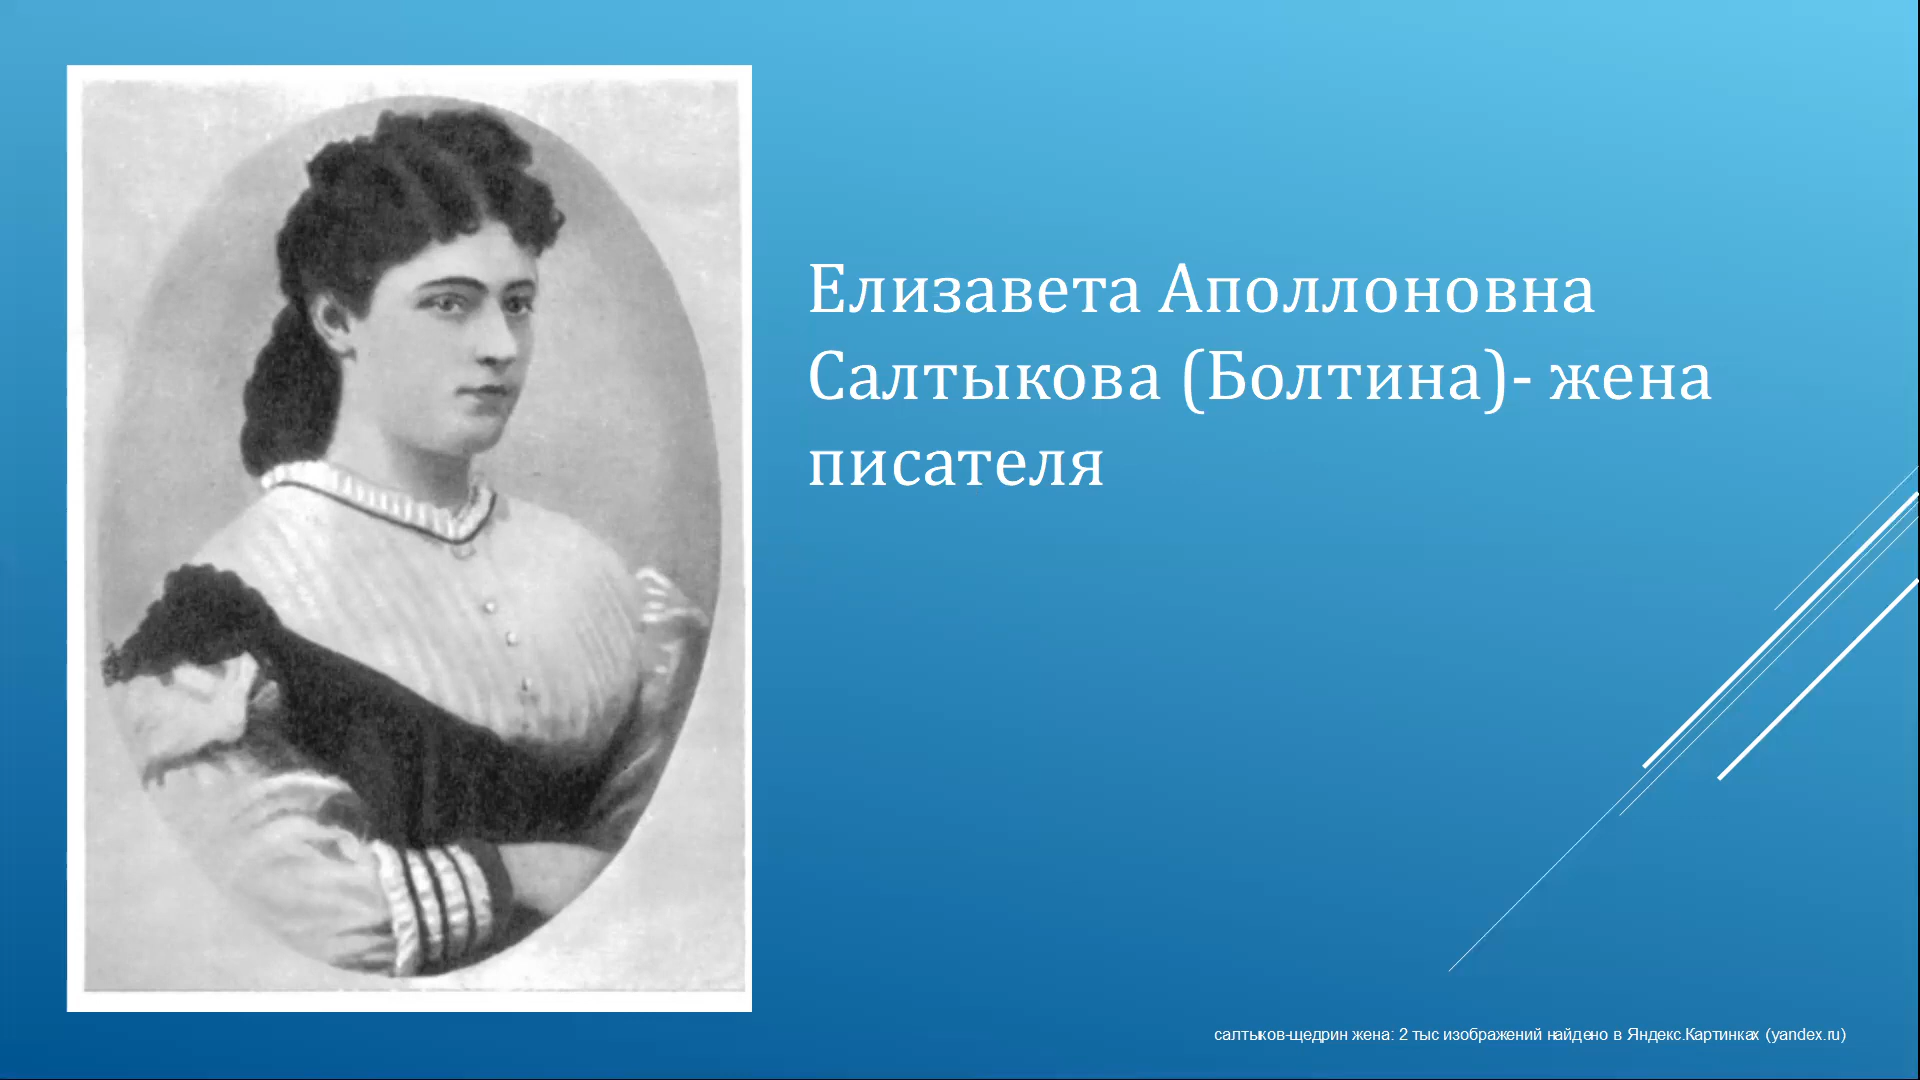 Елизавета Аполлоновна
Салтыкова (Болтина)- жена
писателя
салтыков-щедрин жена: 2 тыс изображений найдено в Яндекс.Картинках (yandex.ru)